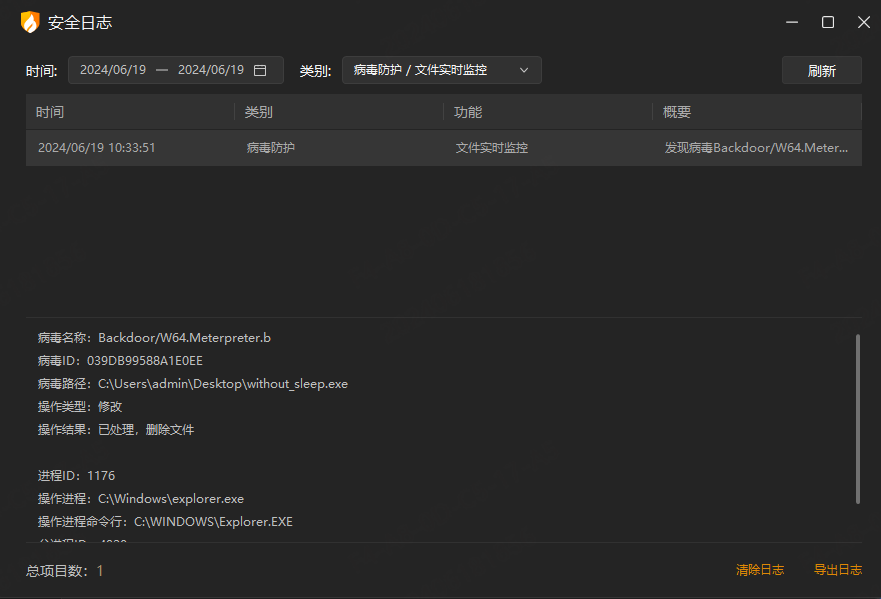 安全日志
时间: 2024/06/19 — 2024/06/19 类别: 病毒防护 / 文件实时监控 刷新
时间 类别 功能 概要
2024/06/19 10:33:51 病毒防护 文件实时监控 发现病毒Backdoor/W64.Meter...
病毒名称: Backdoor/W64.Meterpreter.b
病毒ID: 039DB99588A1E0EE
病毒路径: C:\Users\admin\Desktop\without_sleep.exe
操作类型: 修改
操作结果: 已处理, 删除文件
进程ID: 1176
操作进程: C:\Windows\explorer.exe
操作进程命令行: C:\WINDOWS\Explorer.EXE
总项目数: 1 清除日志 导出日志